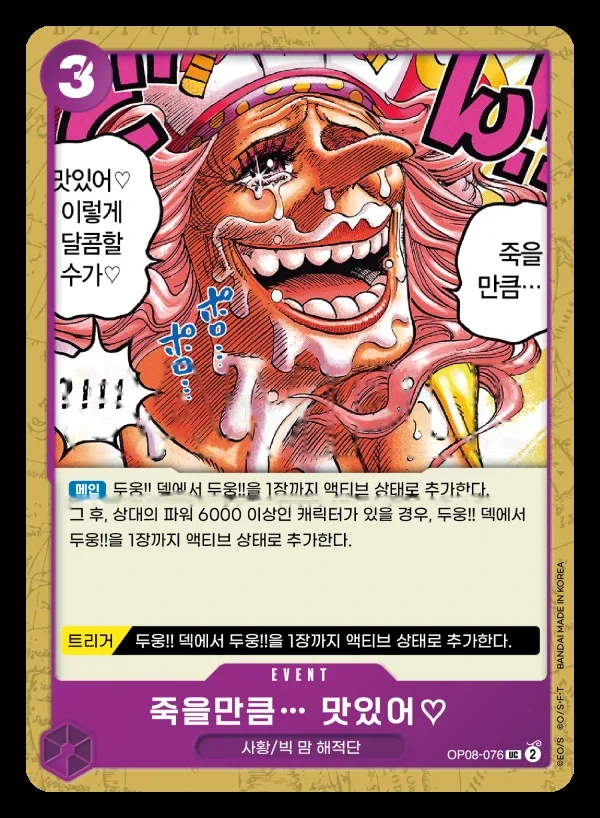 3
맛있어♡
이렇게
달콤할
수가♡
죽을
만큼…
ポロ
ポロ…
?!!!
메인 두웅!! 덱에서 두웅!!을 1장까지 액티브 상태로 추가한다.
그 후, 상대의 파워 6000 이상인 캐릭터가 있을 경우, 두웅!! 덱에서
두웅!!을 1장까지 액티브 상태로 추가한다.
트리거 두웅!! 덱에서 두웅!!을 1장까지 액티브 상태로 추가한다.
EVENT
죽을만큼… 맛있어♡
사황/빅 맘 해적단
OP08-076 UC 2
©EO/S ©O/S·F·T BANDAI MADE IN KOREA